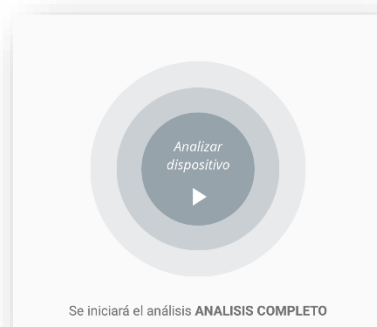 Analizar
dispositivo
Se iniciará el análisis ANALISIS COMPLETO